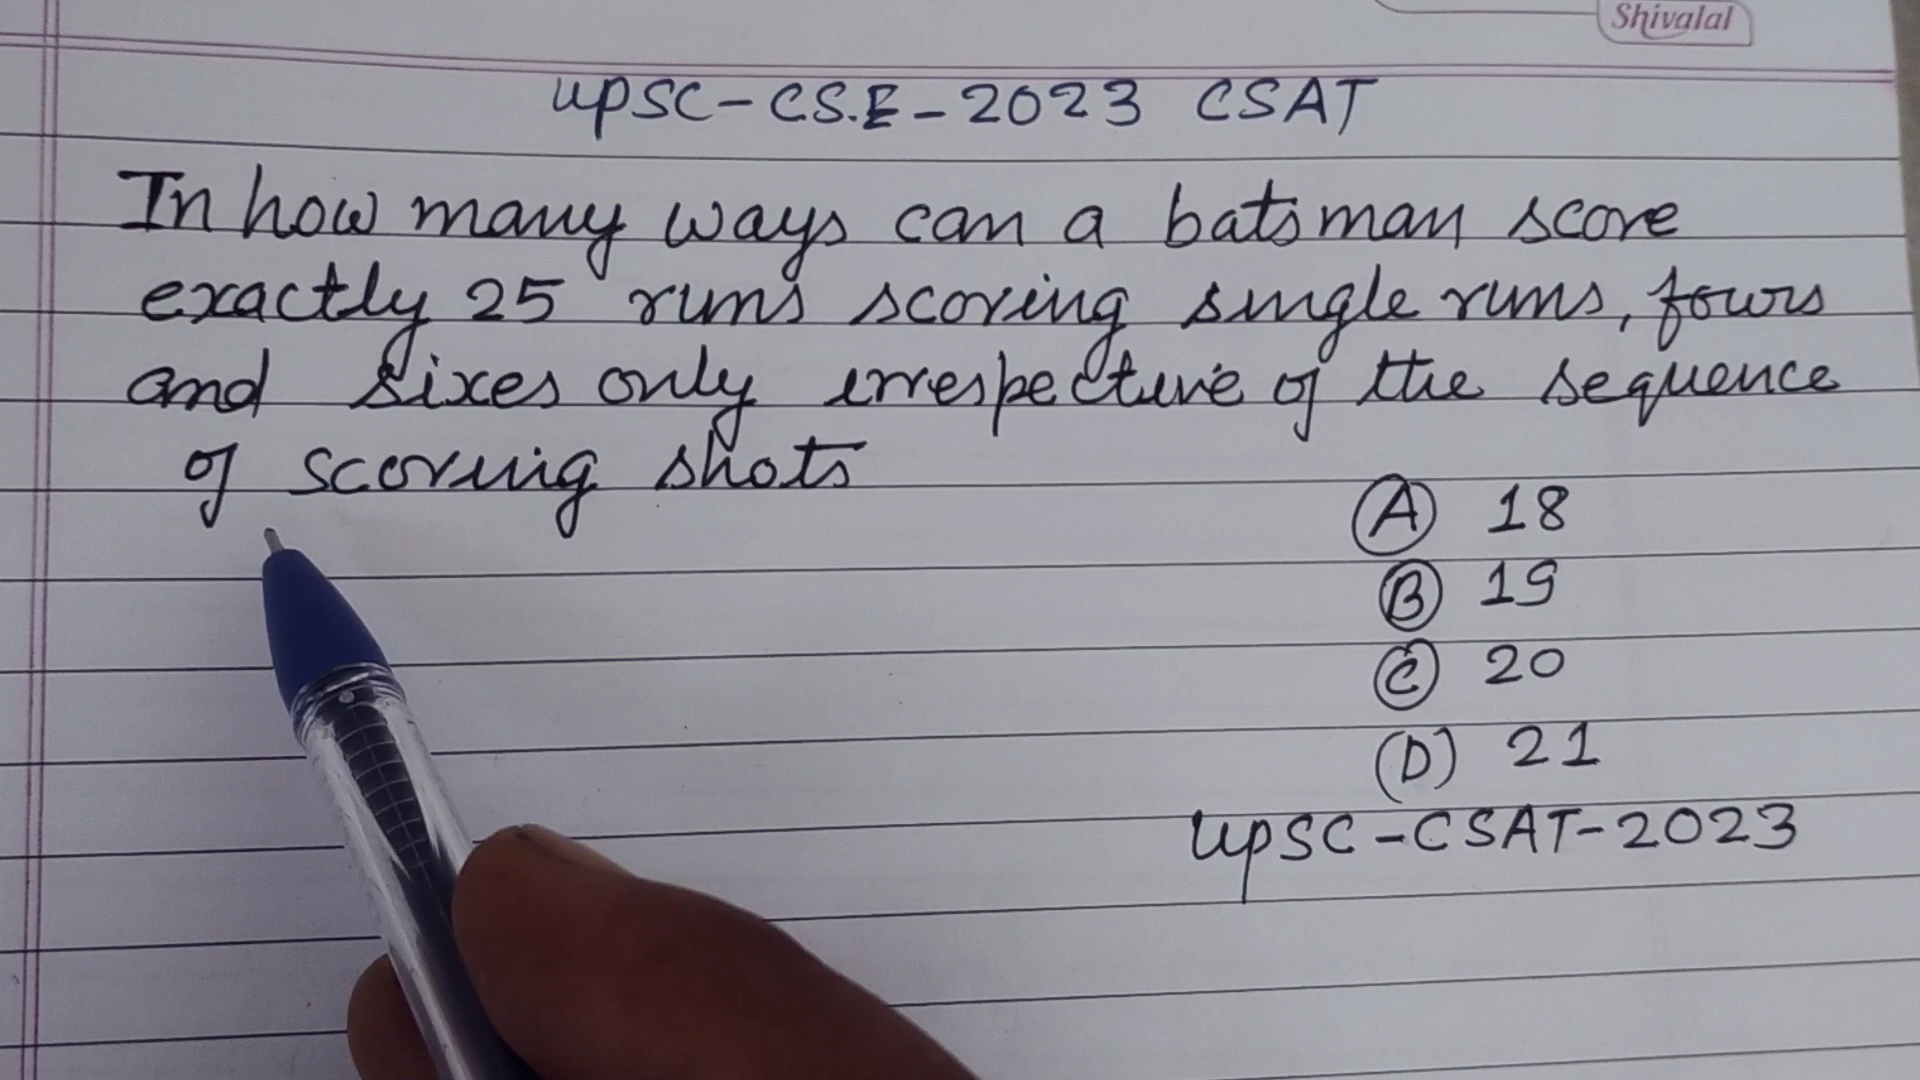 Shivalal
UPSC-CS.E-2023 CSAT
In how many ways can a batsman score
exactly 25 runs scoring single runs, fours
and sixes only irrespective of the sequence
of scoring shots
(A) 18
(B) 19
(C) 20
(D) 21
UPSC-CSAT-2023